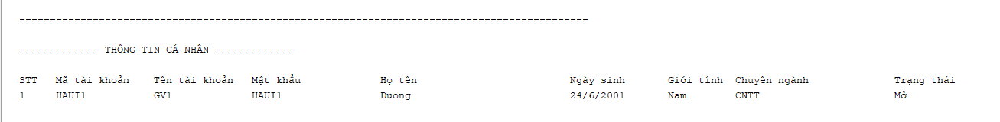 ---------------------------------------------------------------------------------------------
------------- THÔNG TIN CÁ NHÂN -------------
STT Mã tài khoản Tên tài khoản Mật khẩu Họ tên Ngày sinh Giới tính Chuyên ngành Trạng thái
1 HAUI1 GV1 HAUI1 Duong 24/6/2001 Nam CNTT Mở